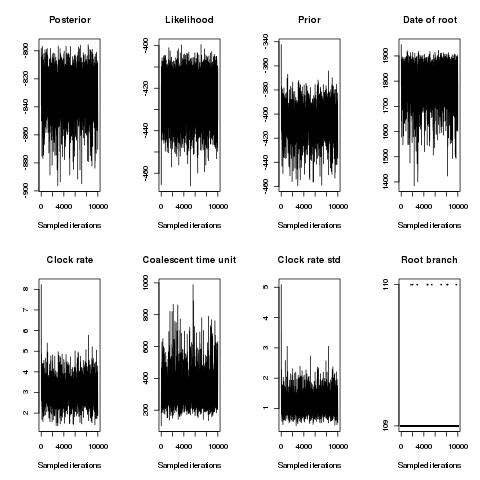 Posterior
Likelihood
Prior
Date of root
-800
-820
-840
-860
-880
-900
-400
-420
-440
-460
-340
-360
-380
-400
-420
-440
-460
1900
1800
1700
1600
1500
1400
0 4000 10000
0 4000 10000
0 4000 10000
0 4000 10000
Sampled iterations
Sampled iterations
Sampled iterations
Sampled iterations
Clock rate
Coalescent time unit
Clock rate std
Root branch
8
7
6
5
4
3
2
1000
800
600
400
200
5
4
3
2
1
110
109
0 4000 10000
0 4000 10000
0 4000 10000
0 4000 10000
Sampled iterations
Sampled iterations
Sampled iterations
Sampled iterations